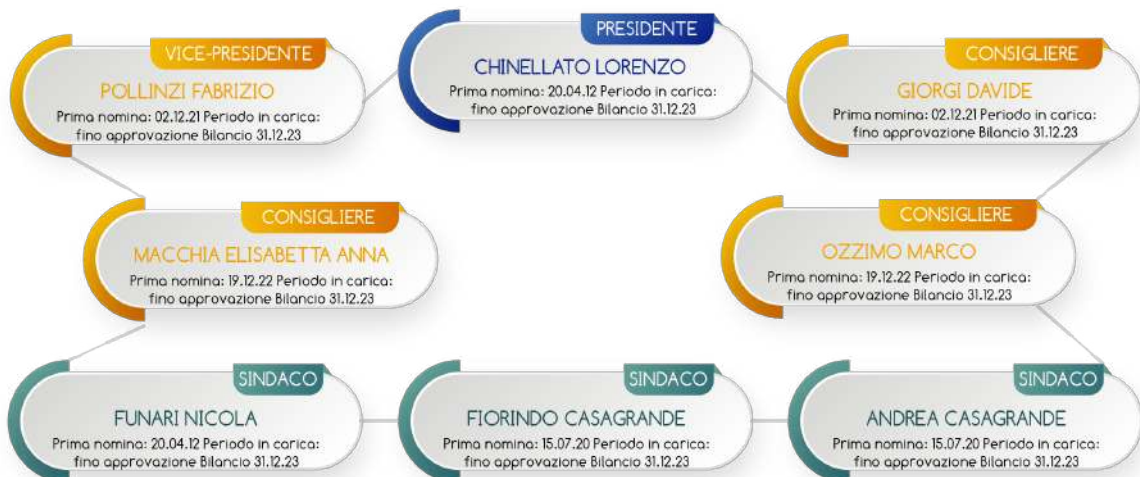 VICE-PRESIDENTE
POLLINZI FABRIZIO
Prima nomina: 02.12.21 Periodo in carica:
fino approvazione Bilancio 31.12.23
PRESIDENTE
CHINELLATO LORENZO
Prima nomina: 20.04.12 Periodo in carica:
fino approvazione Bilancio 31.12.23
CONSIGLIERE
GIORGI DAVIDE
Prima nomina: 02.12.21 Periodo in carica:
fino approvazione Bilancio 31.12.23
CONSIGLIERE
MACCHIA ELISABETTA ANNA
Prima nomina: 19.12.22 Periodo in carica:
fino approvazione Bilancio 31.12.23
CONSIGLIERE
OZZIMO MARCO
Prima nomina: 19.12.22 Periodo in carica:
fino approvazione Bilancio 31.12.23
SINDACO
FUNARI NICOLA
Prima nomina: 20.04.12 Periodo in carica:
fino approvazione Bilancio 31.12.23
SINDACO
FIORINDO CASAGRANDE
Prima nomina: 15.07.20 Periodo in carica:
fino approvazione Bilancio 31.12.23
SINDACO
ANDREA CASAGRANDE
Prima nomina: 15.07.20 Periodo in carica:
fino approvazione Bilancio 31.12.23